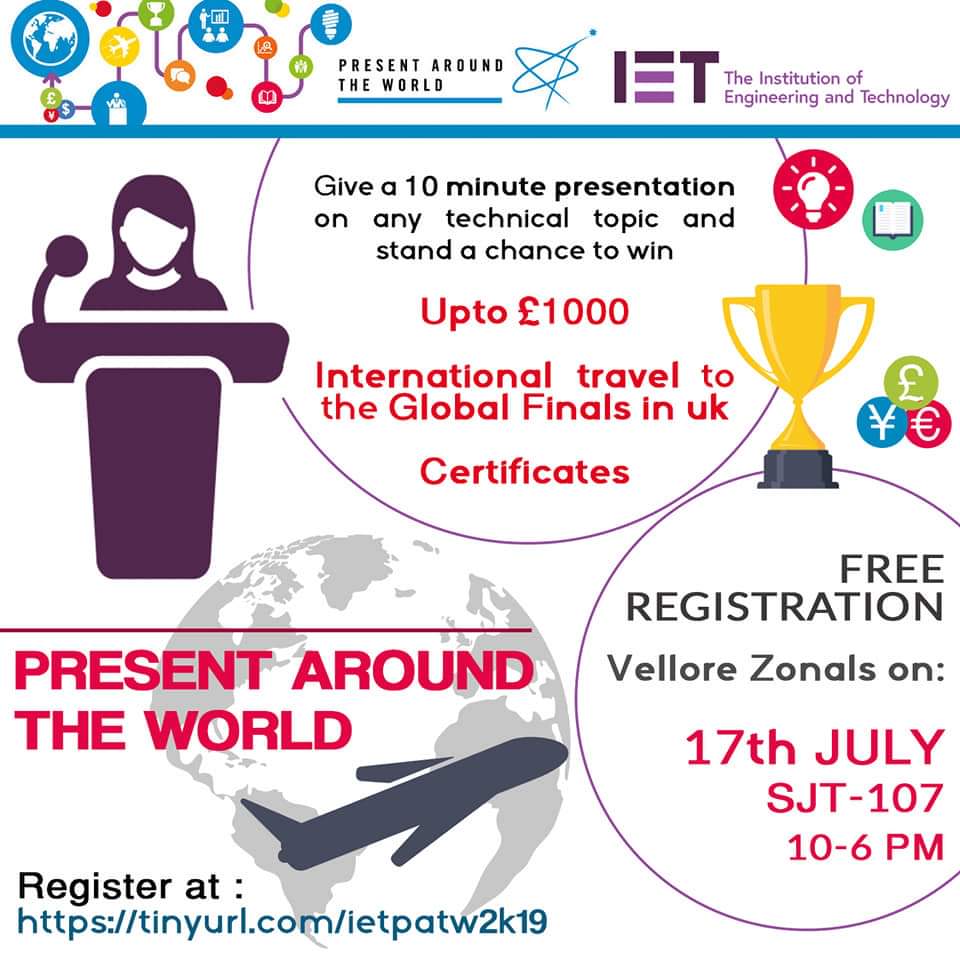 PRESENT AROUND
THE WORLD
IET
The Institution of
Engineering and Technology
Give a 10 minute presentation
on any technical topic and
stand a chance to win
Upto £1000
International travel to
the Global Finals in uk
Certificates
£
¥ €
£
¥ $
FREE
REGISTRATION
Vellore Zonals on:
17th JULY
SJT-107
10-6 PM
PRESENT AROUND
THE WORLD
Register at :
https://tinyurl.com/ietpatw2k19